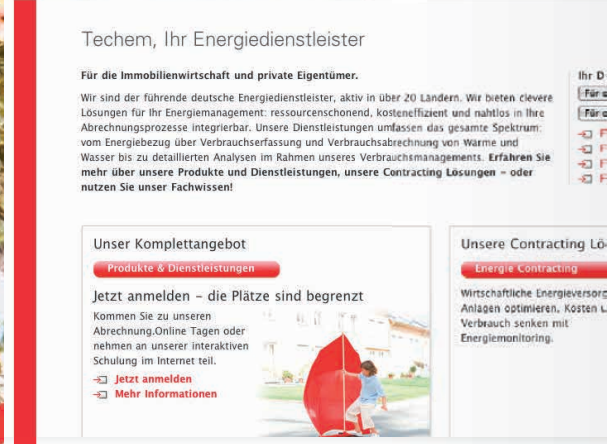 Techem, Ihr Energiedienstleister
Für die Immobilienwirtschaft und private Eigentümer.
Wir sind der führende deutsche Energiedienstleister, aktiv in über 20 Ländern. Wir bieten clevere
Lösungen für Ihr Energiemanagement: ressourcenschonend, kosteneffizient und nahtlos in Ihre
Abrechnungsprozesse integrierbar. Unsere Dienstleistungen umfassen das gesamte Spektrum:
vom Energiebezug über Verbrauchserfassung und Verbrauchsabrechnung von Wärme und
Wasser bis zu detaillierten Analysen im Rahmen unseres Verbrauchsmanagements. Erfahren Sie
mehr über unsere Produkte und Dienstleistungen, unsere Contracting Lösungen – oder
nutzen Sie unser Fachwissen!
Ihr D
Für
Für
F
F
F
F
Unser Komplettangebot
Produkte & Dienstleistungen
Jetzt anmelden – die Plätze sind begrenzt
Kommen Sie zu unseren
Abrechnung.Online Tagen oder
nehmen an unserer interaktiven
Schulung im Internet teil.
Jetzt anmelden
Mehr Informationen
Unsere Contracting Lö
Energie Contracting
Wirtschaftliche Energieversorg
Anlagen optimieren, Kosten u
Verbrauch senken mit
Energiemonitoring.